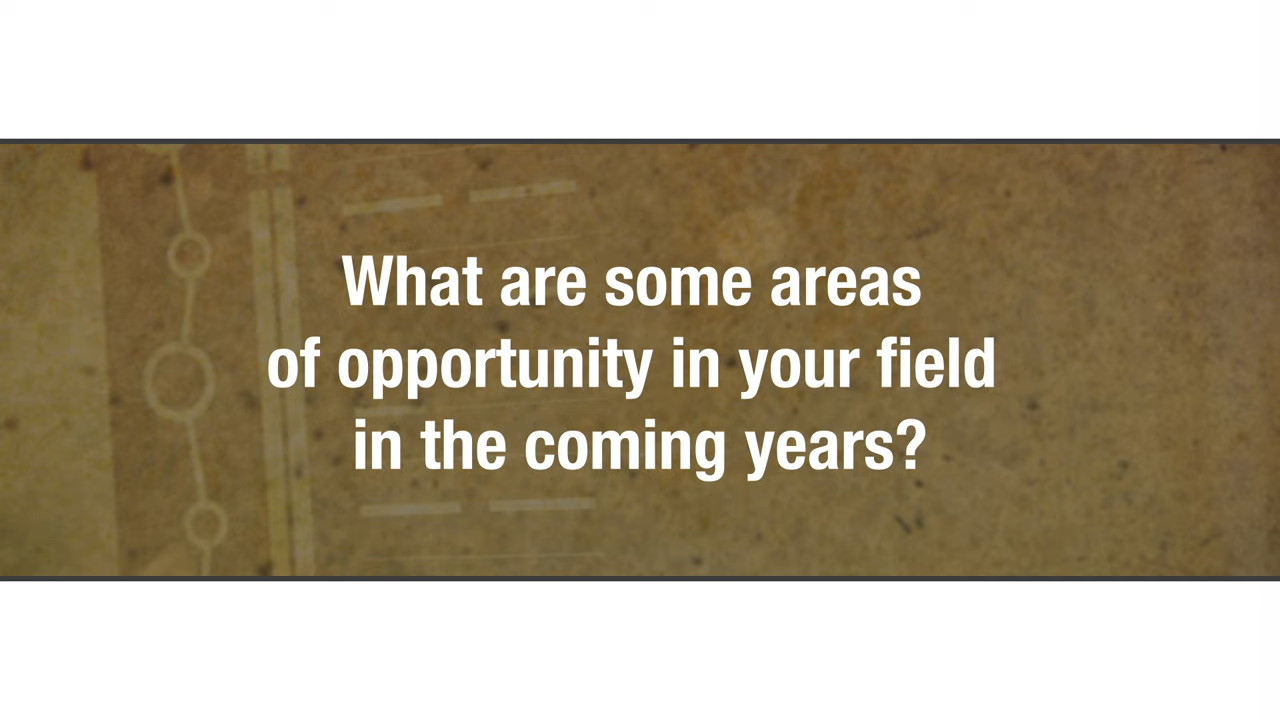 What are some areas
of opportunity in your field
in the coming years?